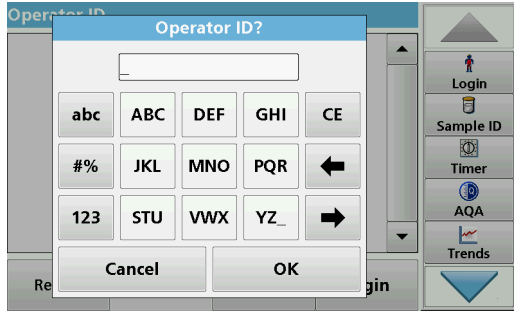 Operator ID
Operator ID?
_
abc ABC DEF GHI CE
#% JKL MNO PQR
123 STU VWX YZ_
Cancel OK
Re gin
Login
Sample ID
Timer
AQA
Trends